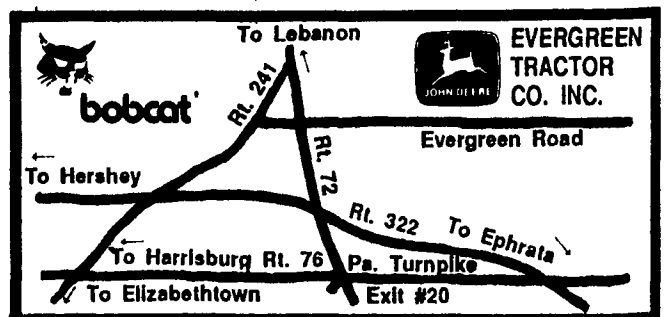 To Lebanon
bobcat
JOHN DEERE
EVERGREEN
TRACTOR
CO. INC.
Rt. 241
Evergreen Road
To Hershey
Rt. 72
Rt. 322
To Ephrata
To Harrisburg Rt. 76
Pa. Turnpike
To Elizabethtown
Exit #20